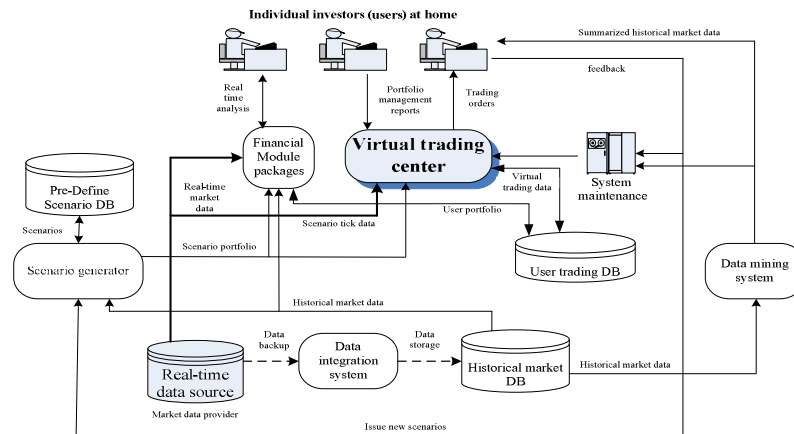 Individual investors (users) at home
Summarized historical market data
feedback
Real
time
analysis
Portfolio
management
reports
Trading
orders
Financial
Module
packages
Virtual trading
center
System
maintenance
Pre-Define
Scenario DB
Real-time
market
data
Virtual
trading data
Scenarios
Scenario tick data
User portfolio
Scenario portfolio
Scenario generator
User trading DB
Data mining
system
Historical market data
Data
backup
Data
storage
Data
integration
system
Real-time
data source
Historical market
DB
Historical market data
Market data provider
Issue new scenarios